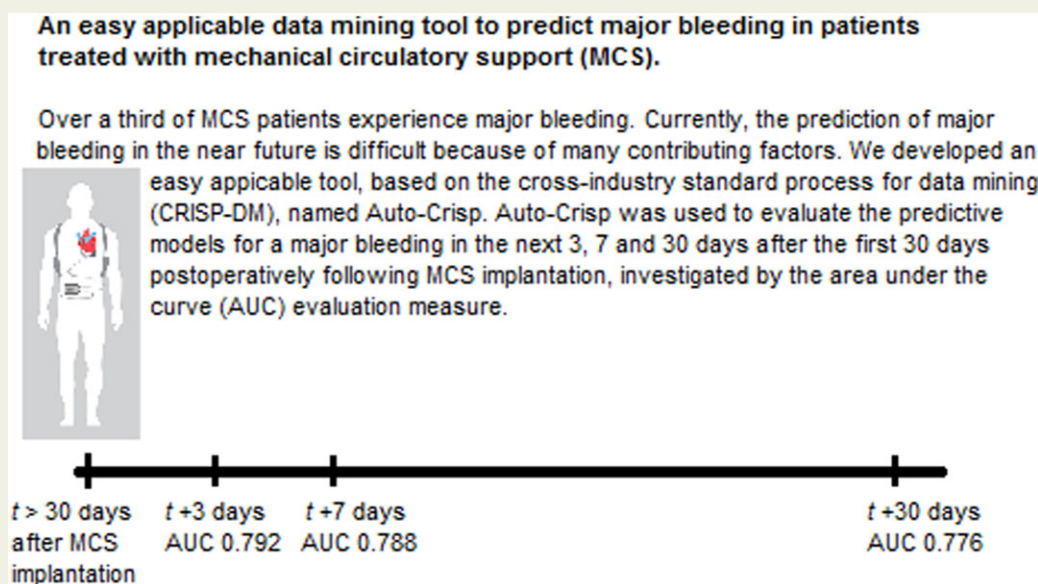 An easy applicable data mining tool to predict major bleeding in patients
treated with mechanical circulatory support (MCS).
Over a third of MCS patients experience major bleeding. Currently, the prediction of major
bleeding in the near future is difficult because of many contributing factors. We developed an
easy appicable tool, based on the cross-industry standard process for data mining
(CRISP-DM), named Auto-Crisp. Auto-Crisp was used to evaluate the predictive
models for a major bleeding in the next 3, 7 and 30 days after the first 30 days
postoperatively following MCS implantation, investigated by the area under the
curve (AUC) evaluation measure.
t > 30 days
after MCS
implantation
t +3 days
AUC 0.792
t +7 days
AUC 0.788
t +30 days
AUC 0.776